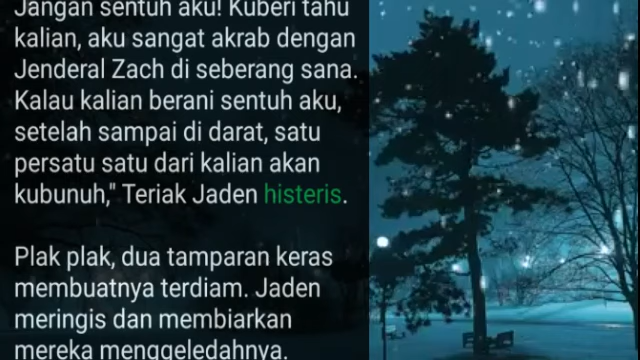 Jangan sentuh aku! Kuberi tahu
kalian, aku sangat akrab dengan
Jenderal Zach di seberang sana.
Kalau kalian berani sentuh aku,
setelah sampai di darat, satu
persatu satu dari kalian akan
kubunuh," Teriak Jaden histeris.
Plak plak, dua tamparan keras
membuatnya terdiam. Jaden
meringis dan membiarkan
mereka menggeledahnya.